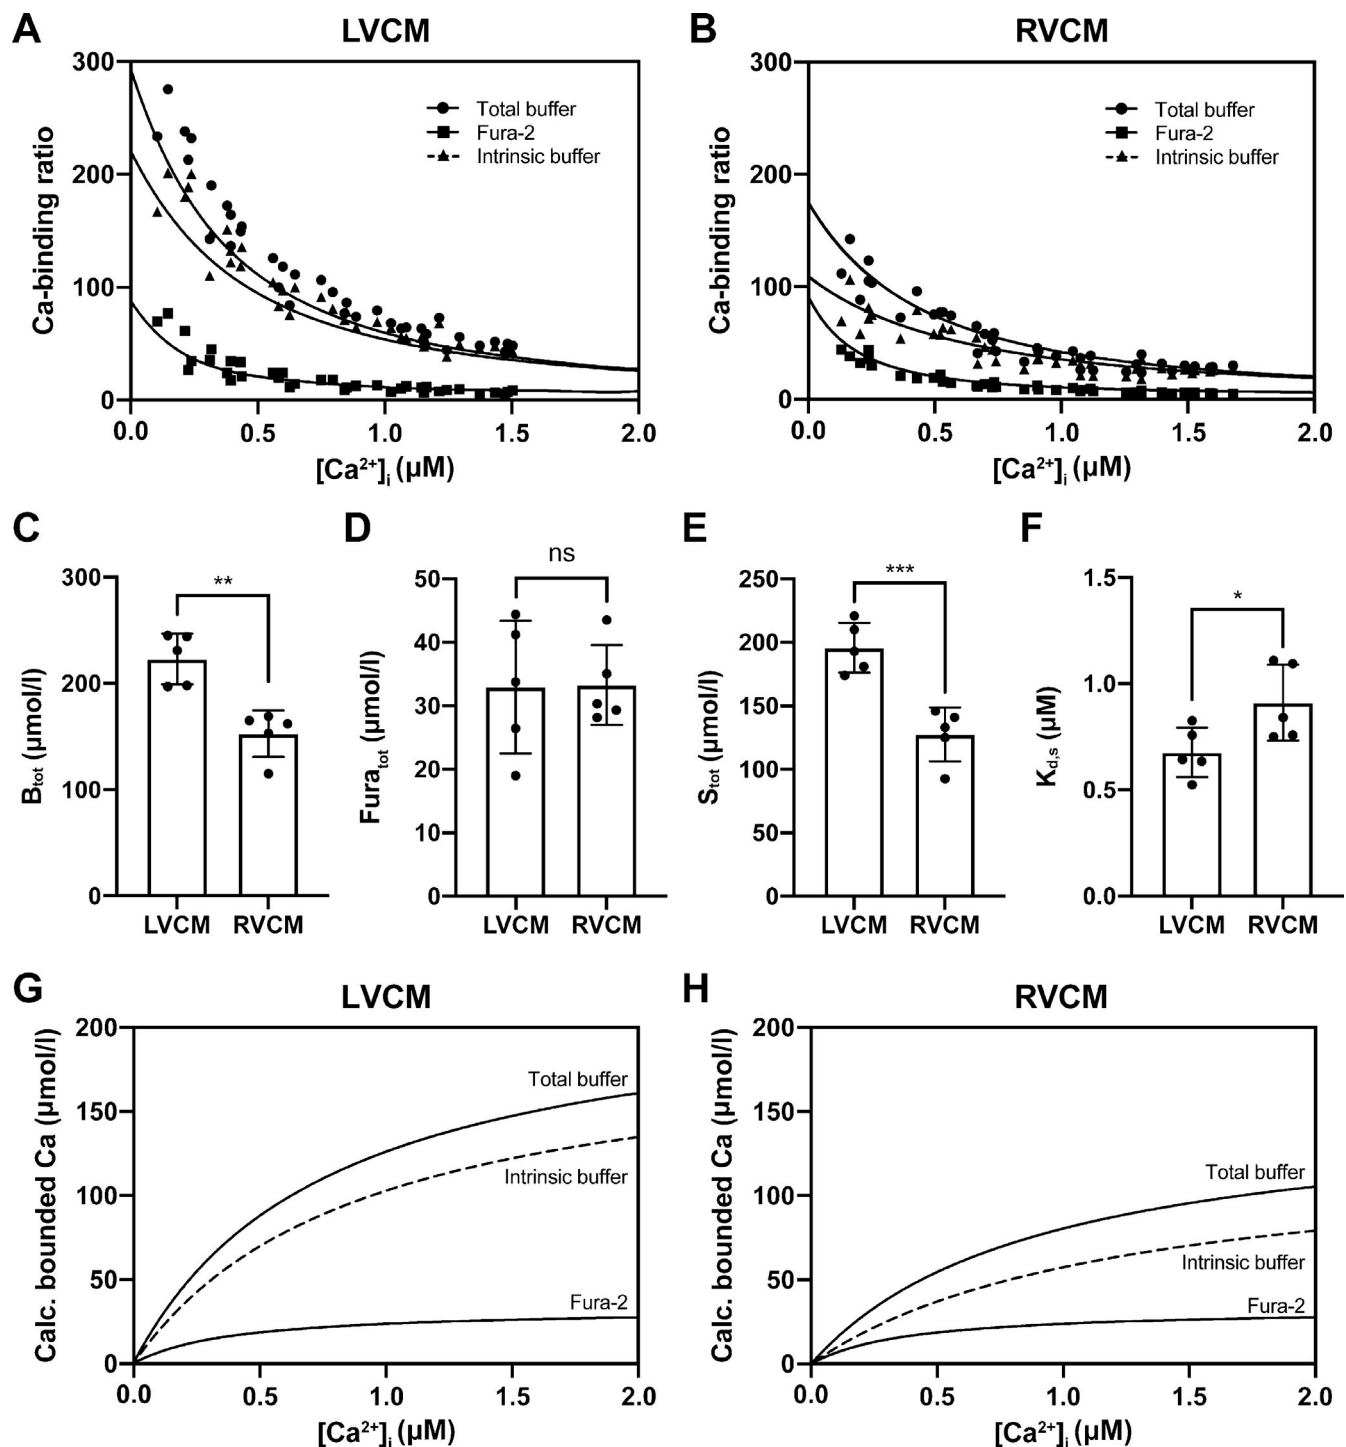 A LVCM
Ca-binding ratio
300
200
100
0
Total buffer
Fura-2
Intrinsic buffer
0.0 0.5 1.0 1.5 2.0
[Ca²⁺]ᵢ (μM)
B RVCM
Ca-binding ratio
300
200
100
0
Total buffer
Fura-2
Intrinsic buffer
0.0 0.5 1.0 1.5 2.0
[Ca²⁺]ᵢ (μM)
C
Btot (μmol/l)
300
200
100
0
**
LVCM RVCM
D
Furatot (μmol/l)
50
40
30
20
10
0
ns
LVCM RVCM
E
Stot (μmol/l)
250
200
150
100
50
0
***
LVCM RVCM
F
Kd,s (μM)
1.5
1.0
0.5
0.0
*
LVCM RVCM
G LVCM
Calc. bounded Ca (μmol/l)
200
150
100
50
0
Total buffer
Intrinsic buffer
Fura-2
0.0 0.5 1.0 1.5 2.0
[Ca²⁺]ᵢ (μM)
H RVCM
Calc. bounded Ca (μmol/l)
200
150
100
50
0
Total buffer
Intrinsic buffer
Fura-2
0.0 0.5 1.0 1.5 2.0
[Ca²⁺]ᵢ (μM)